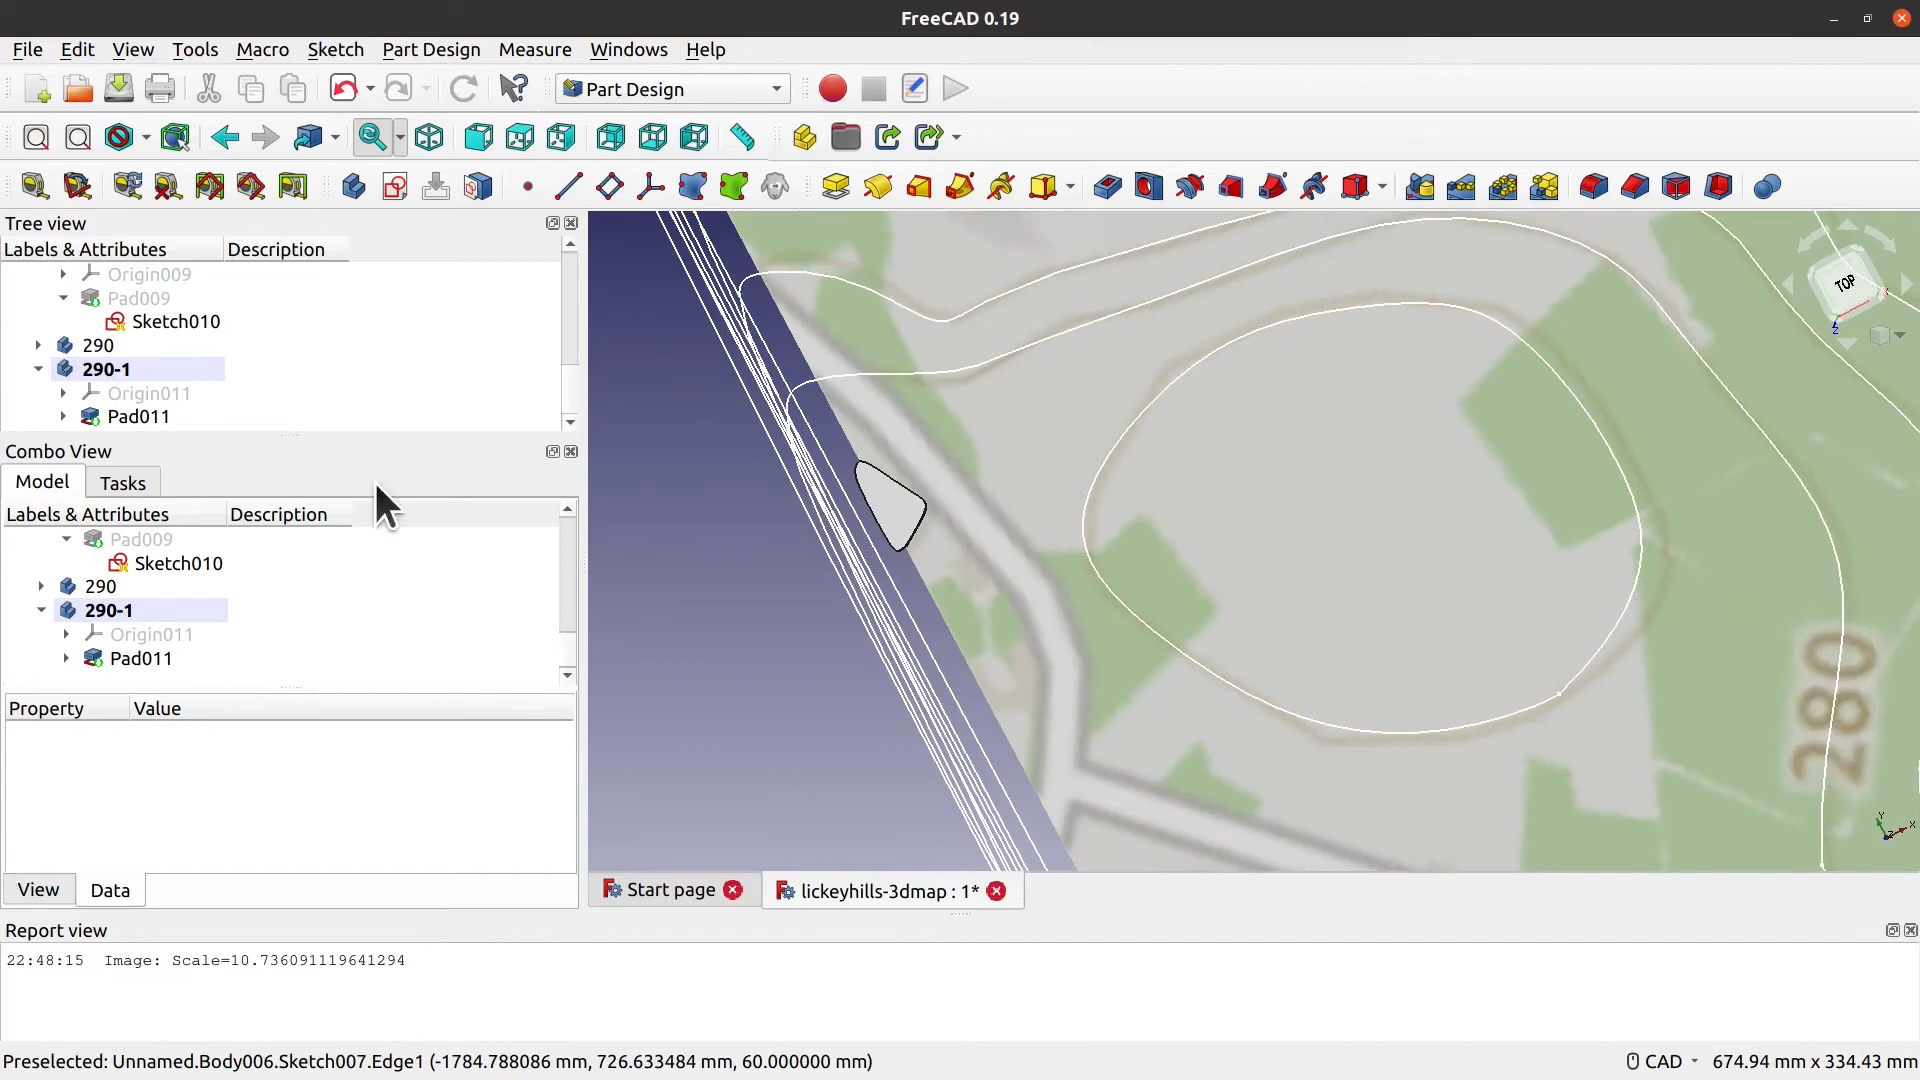 FreeCAD 0.19
File Edit View Tools Macro Sketch Part Design Measure Windows Help
Part Design
Tree view
Labels & Attributes Description
Origin009
Pad009
Sketch010
290
290-1
Origin011
Pad011
Combo View
Model Tasks
Labels & Attributes Description
Pad009
Sketch010
290
290-1
Origin011
Pad011
Property Value
View Data
TOP
X
Z
280
Y
X
Z
Start page
lickeyhills-3dmap : 1*
Report view
22:48:15 Image: Scale=10.736091119641294
Preselected: Unnamed.Body006.Sketch007.Edge1 (-1784.788086 mm, 726.633484 mm, 60.000000 mm)
CAD 674.94 mm x 334.43 mm